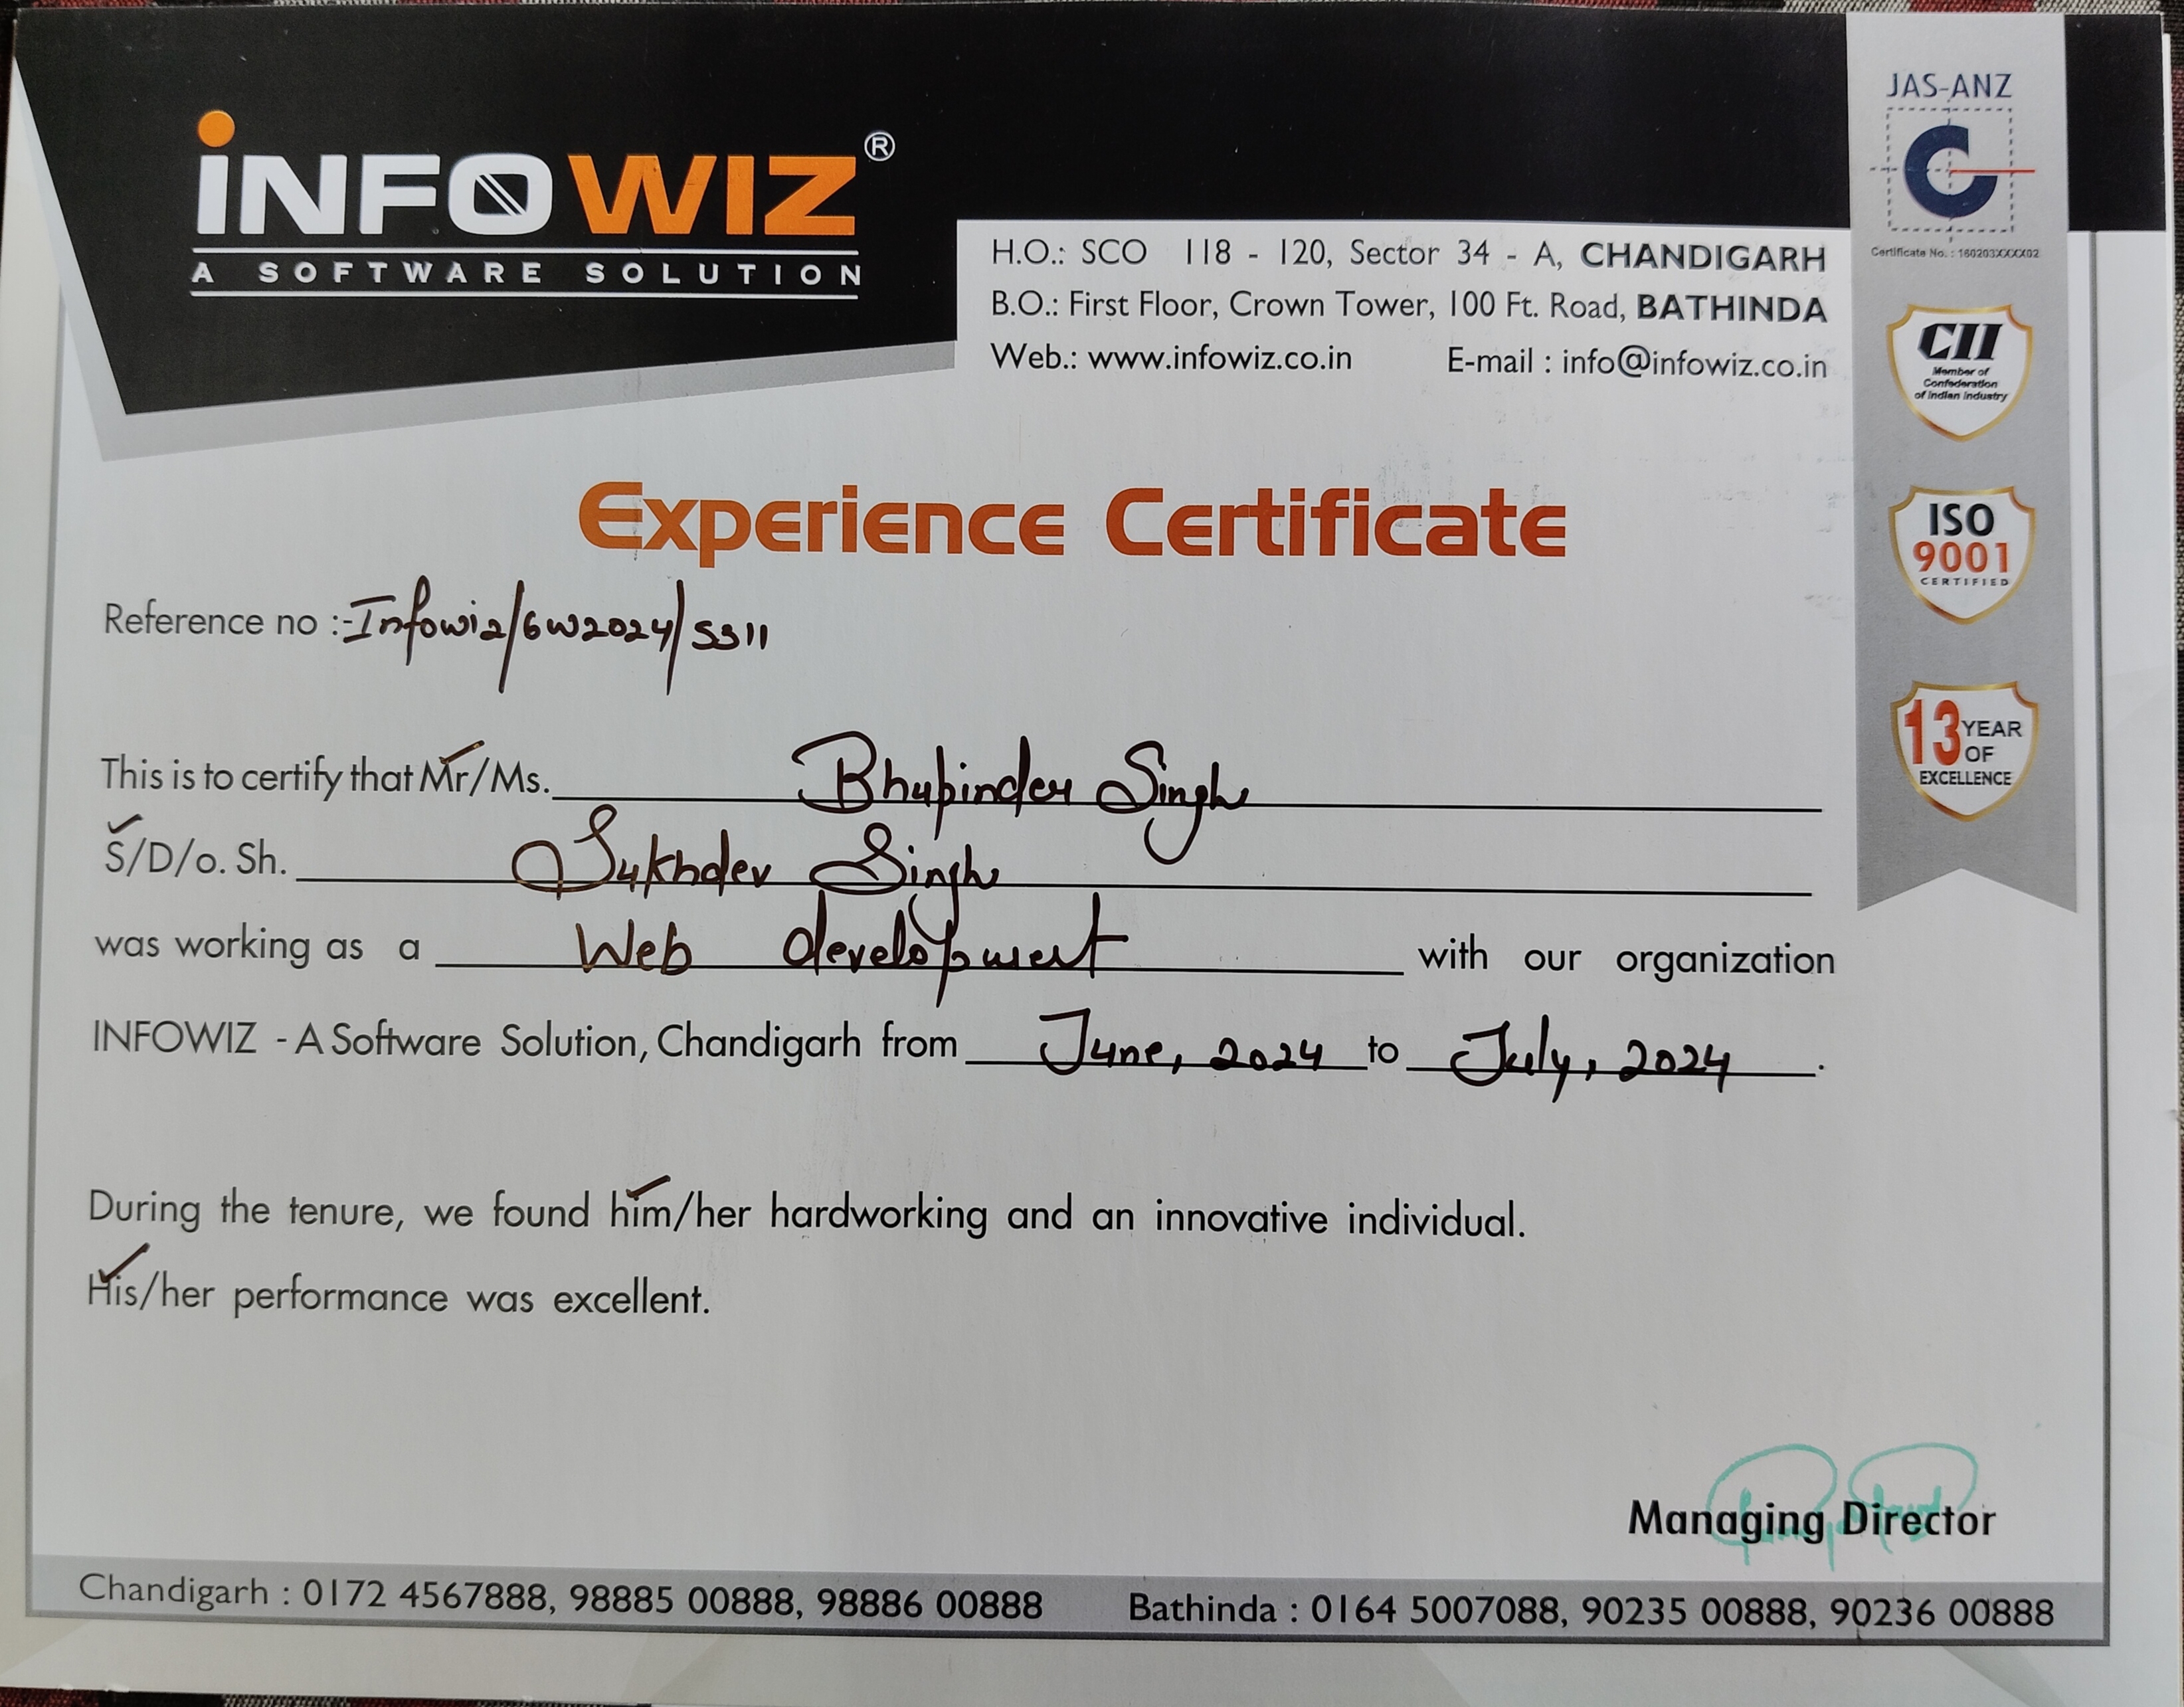 iNFOWIZ®
A SOFTWARE SOLUTION
H.O.: SCO 118 - 120, Sector 34 - A, CHANDIGARH
B.O.: First Floor, Crown Tower, 100 Ft. Road, BATHINDA
Web.: www.infowiz.co.in E-mail : info@infowiz.co.in
JAS-ANZ
Certificate No. : 160203XXXX02
CII
Member of
Confederation
of Indian Industry
ISO
9001
CERTIFIED
13 YEAR
OF
EXCELLENCE
Experience Certificate
Reference no :- Infowiz/6W2024/5311
This is to certify that Mr/Ms. Bhupinder Singh
S/D/o. Sh. Sukhdev Singh
was working as a Web development with our organization
INFOWIZ - A Software Solution, Chandigarh from June, 2024 to July, 2024.
During the tenure, we found him/her hardworking and an innovative individual.
His/her performance was excellent.
Managing Director
Chandigarh : 0172 4567888, 98885 00888, 98886 00888 Bathinda : 0164 5007088, 90235 00888, 90236 00888